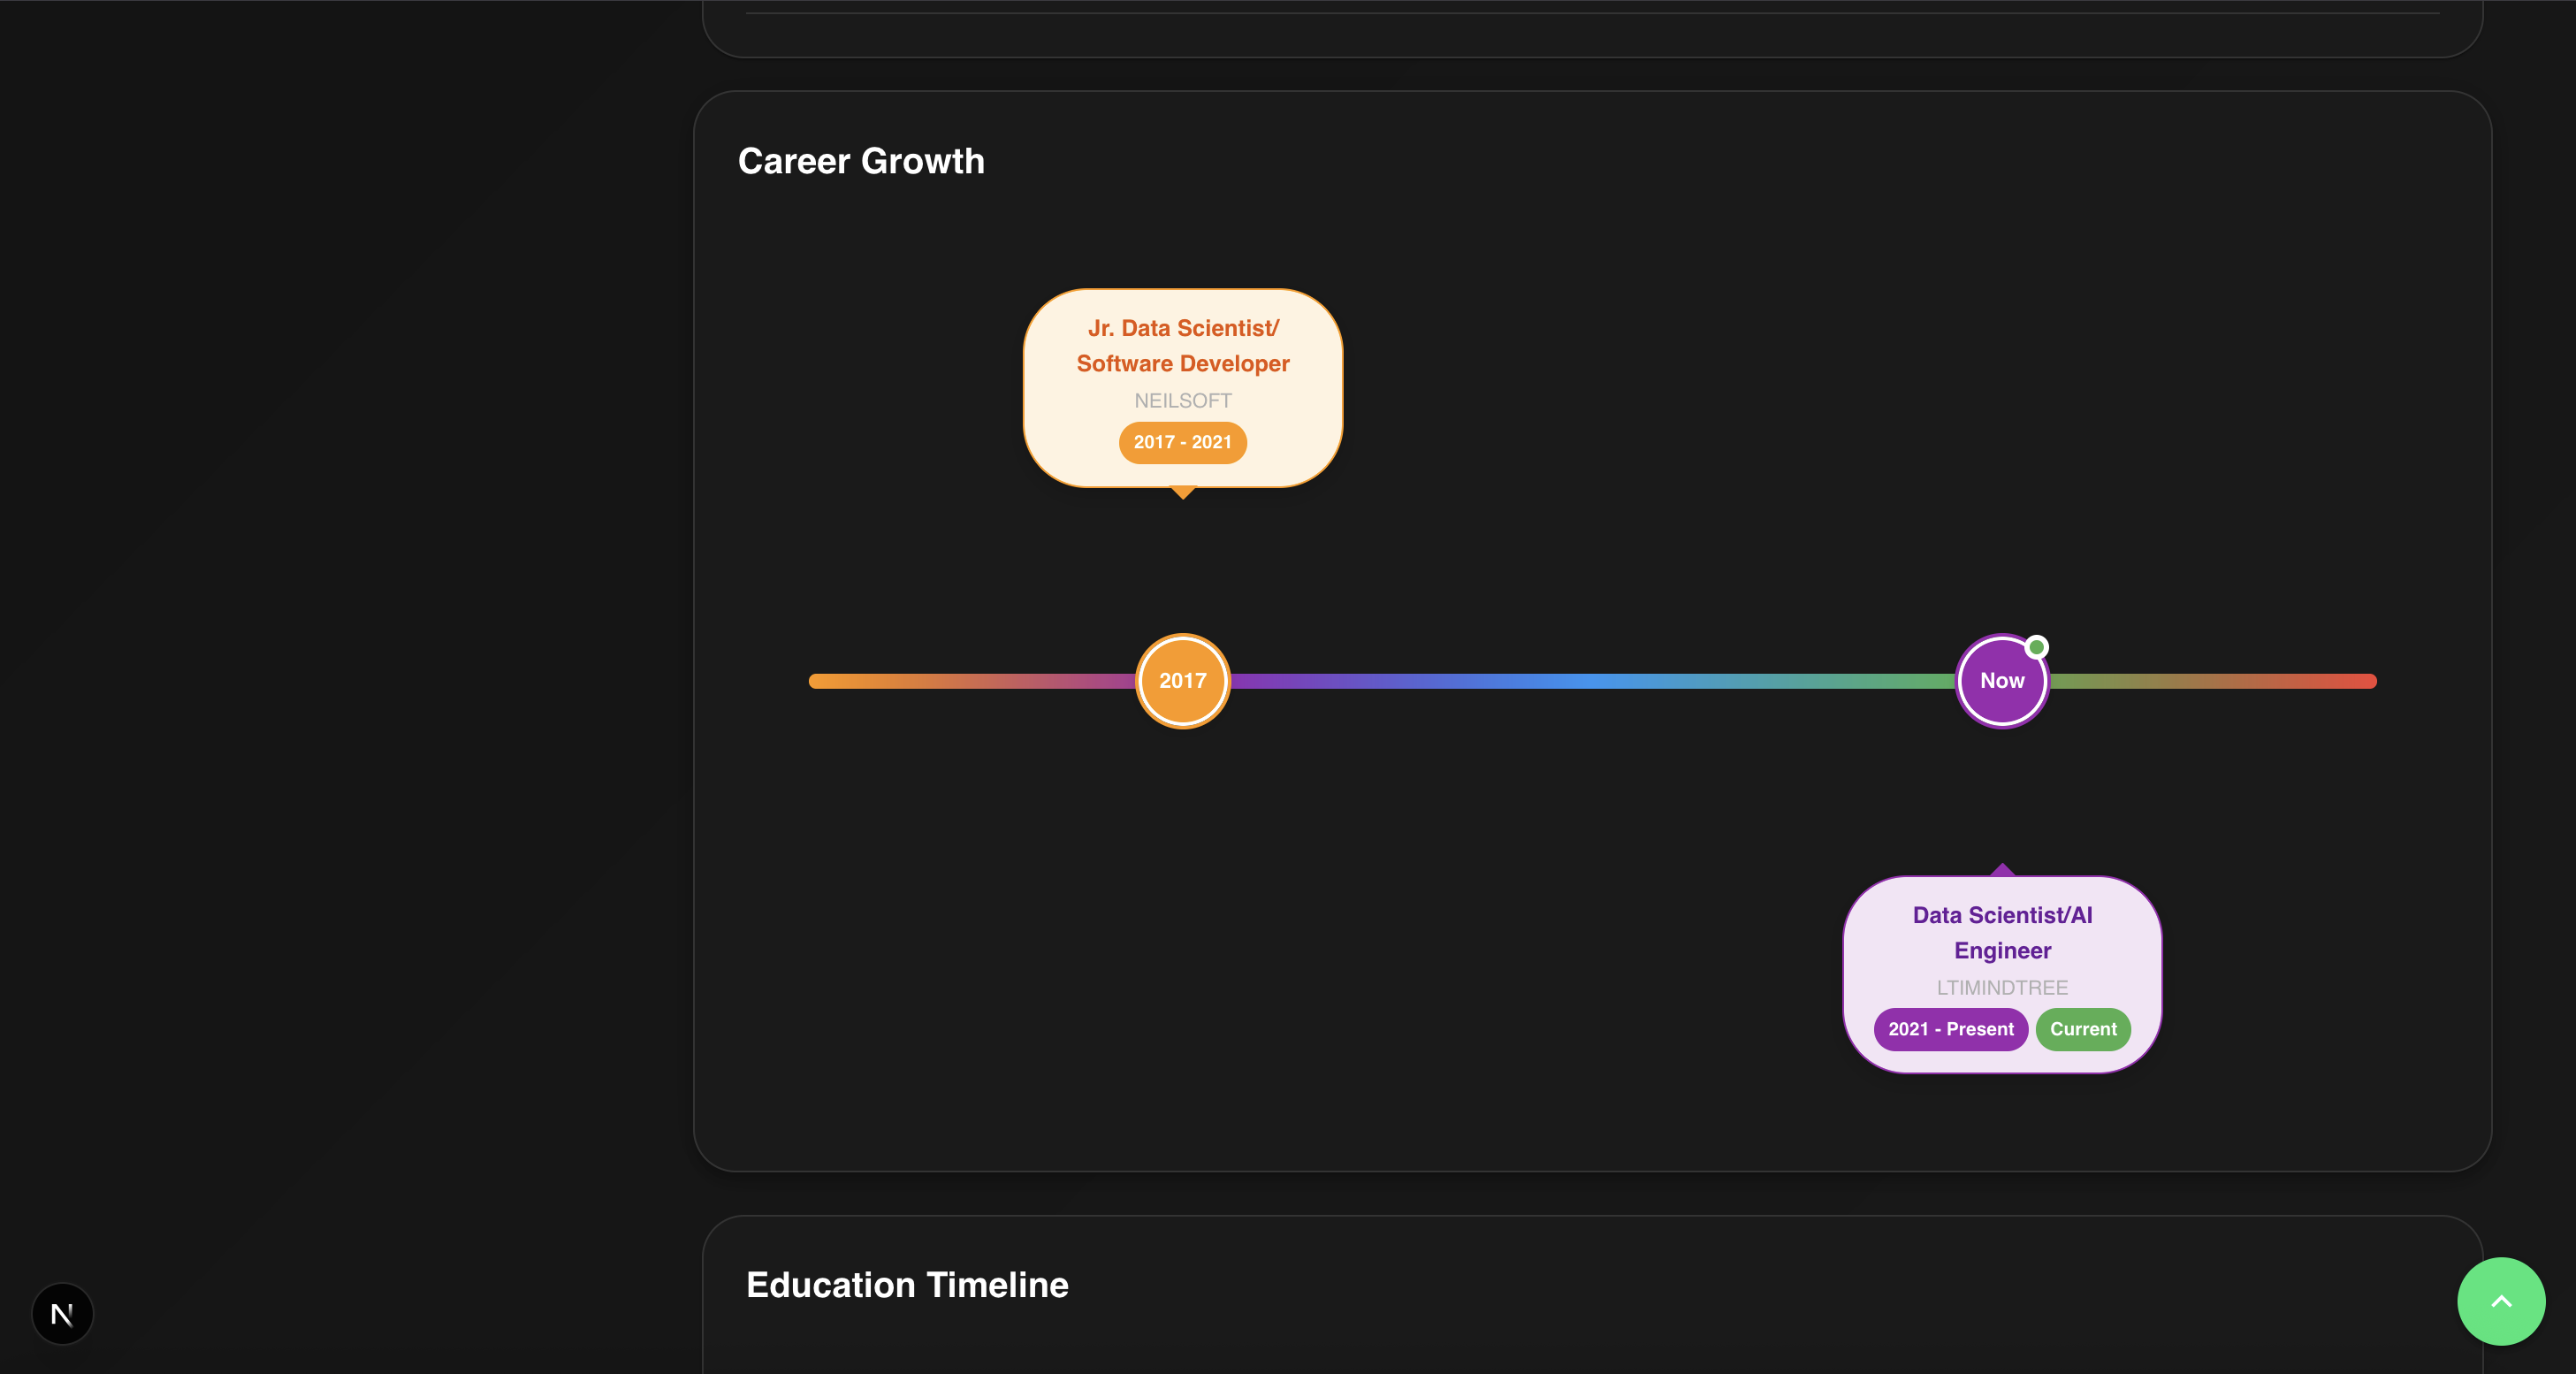 Career Growth
Jr. Data Scientist/
Software Developer
NEILSOFT
2017 - 2021
2017
Now
Data Scientist/AI
Engineer
LTIMINDTREE
2021 - Present Current
Education Timeline
N